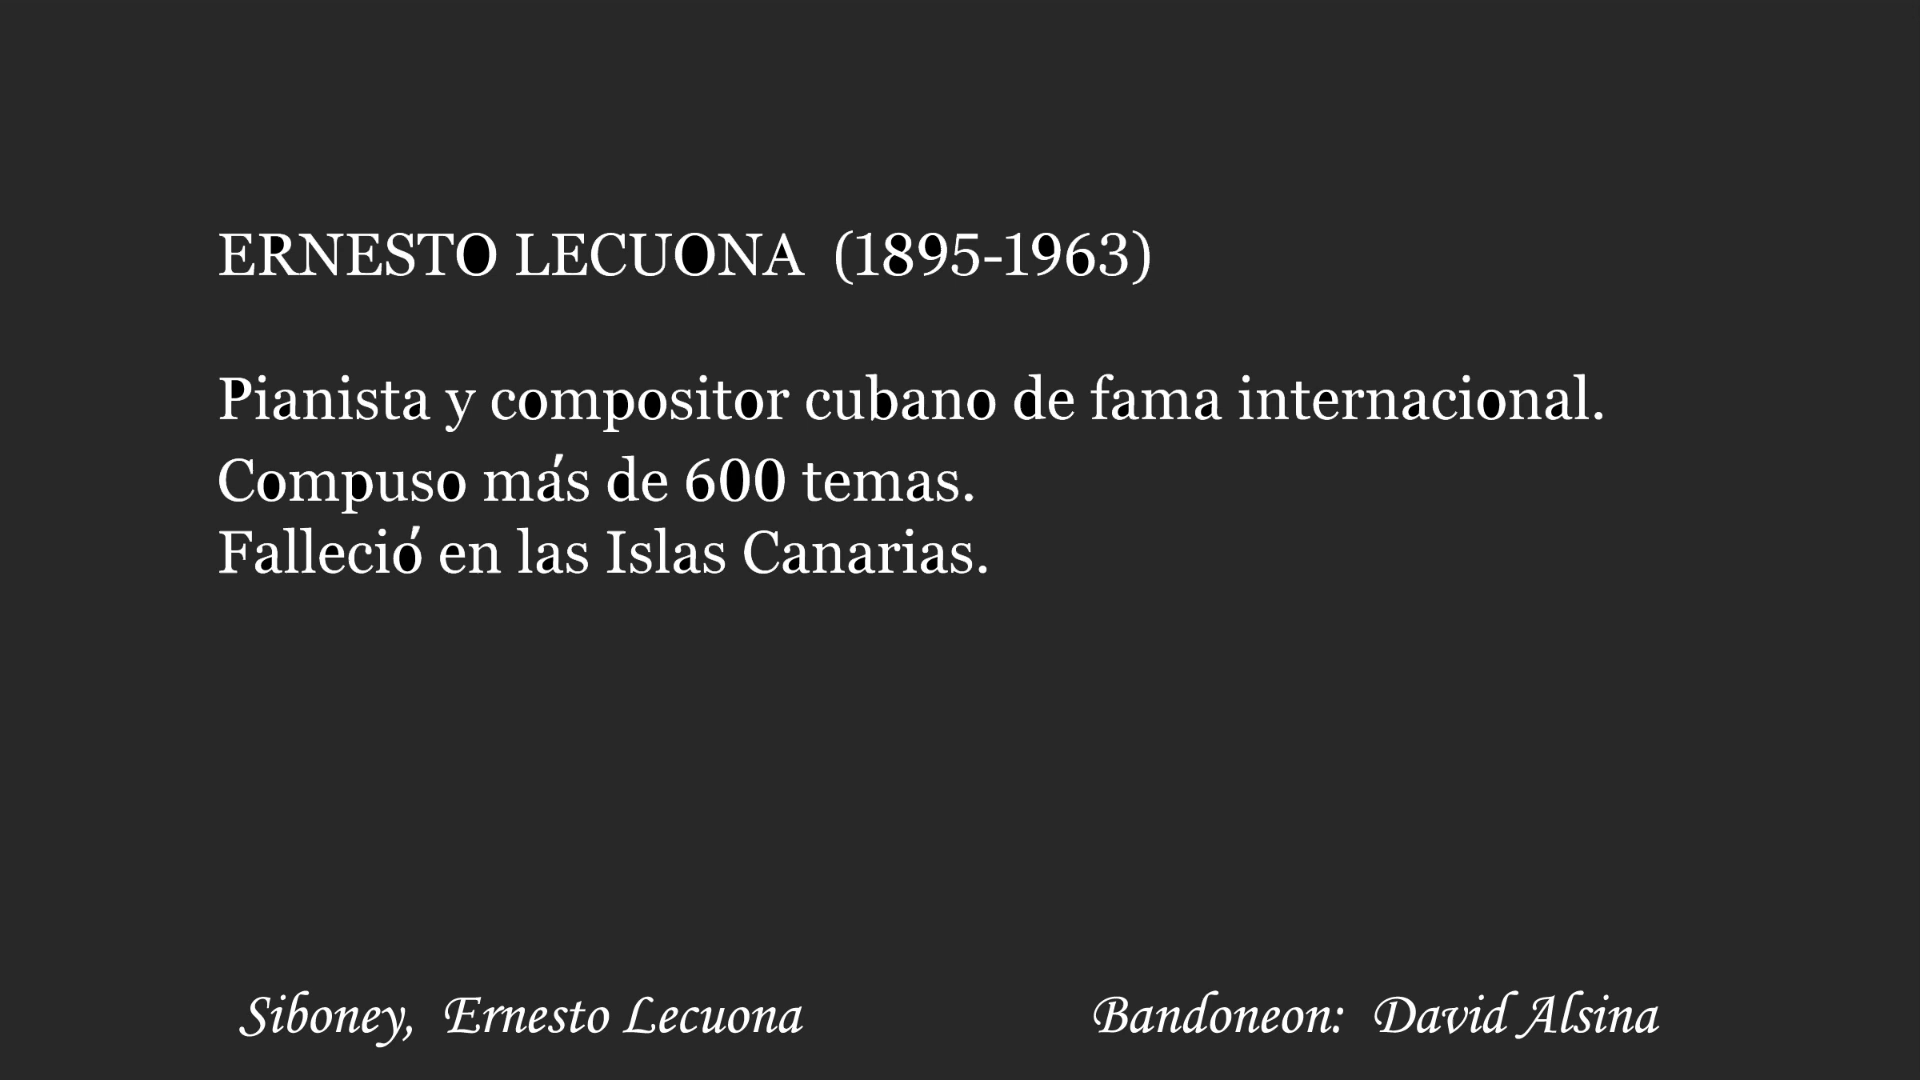 ERNESTO LECUONA (1895-1963)
Pianista y compositor cubano de fama internacional.
Compuso más de 600 temas.
Falleció en las Islas Canarias.
Siboney, Ernesto Lecuona
Bandoneon: David Alsina